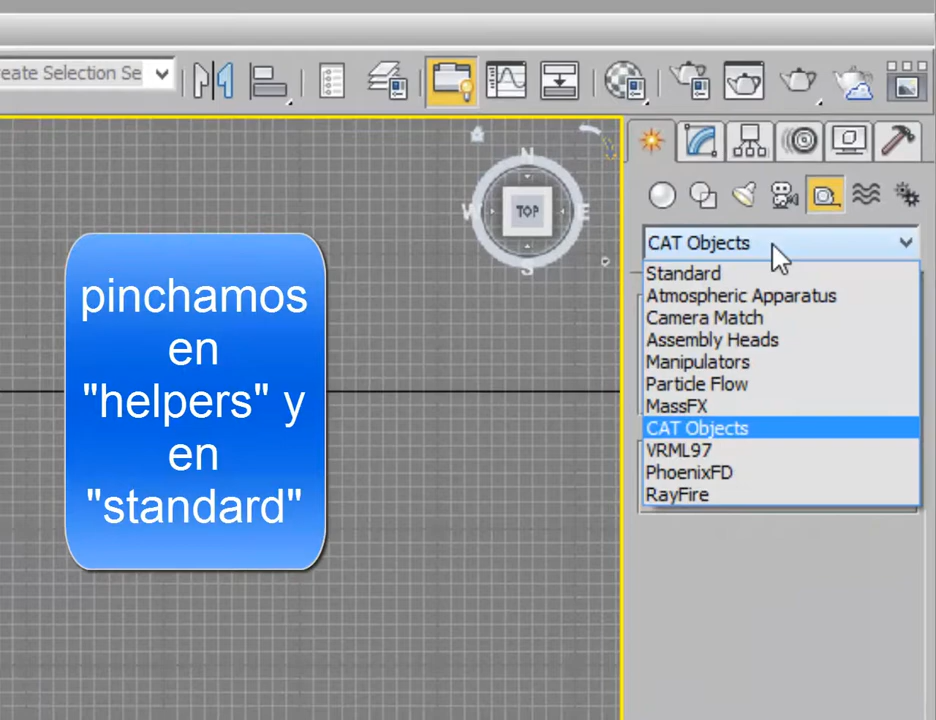 eate Selection Se
N
W
TOP
E
S
CAT Objects
Standard
Atmospheric Apparatus
Camera Match
Assembly Heads
Manipulators
Particle Flow
MassFX
CAT Objects
VRML97
PhoenixFD
RayFire
pinchamos
en
"helpers" y
en
"standard"